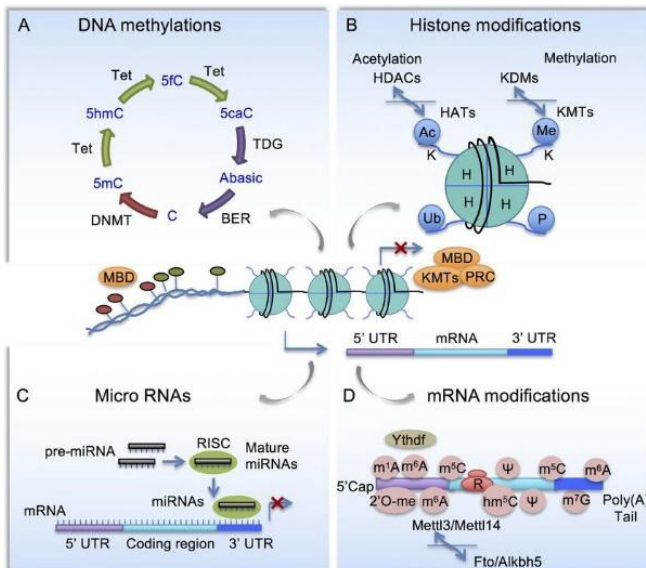 A DNA methylations
Tet 5fC Tet
5hmC 5caC
Tet TDG
5mC Abasic
DNMT C BER
B Histone modifications
Acetylation Methylation
HDACs KDMs
HATs KMTs
Ac Me
K K
H H
H H
Ub P
MBD
MBD
KMTs PRC
5' UTR mRNA 3' UTR
C Micro RNAs
pre-miRNA RISC Mature
miRNAs
miRNAs
mRNA
5' UTR Coding region 3' UTR
D mRNA modifications
Ythdf
m¹A m⁶A m⁵C Ψ m⁵C m⁶A
5'Cap R
2'O-me m⁶A hm⁵C Ψ m⁷G Poly(A)
Tail
Mettl3/Mettl14
Fto/Alkbh5